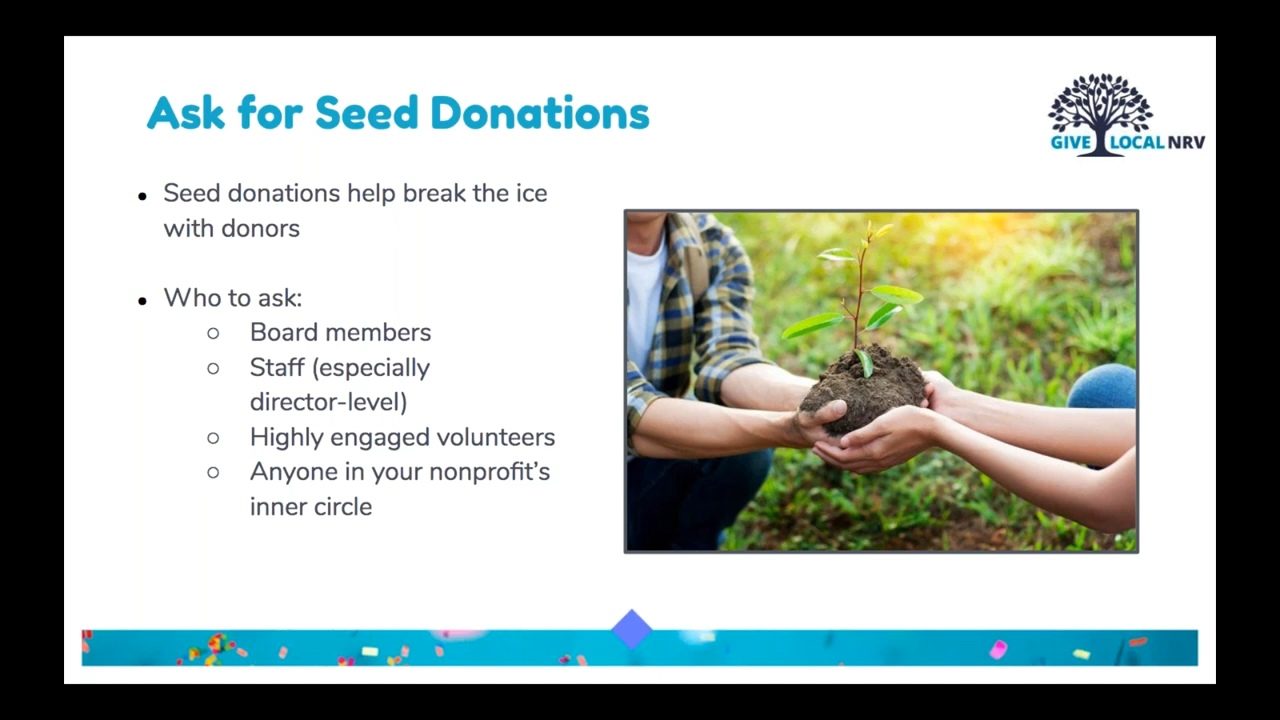 Ask for Seed Donations
GIVE LOCAL NRV
● Seed donations help break the ice
with donors
● Who to ask:
○ Board members
○ Staff (especially
director-level)
○ Highly engaged volunteers
○ Anyone in your nonprofit’s
inner circle